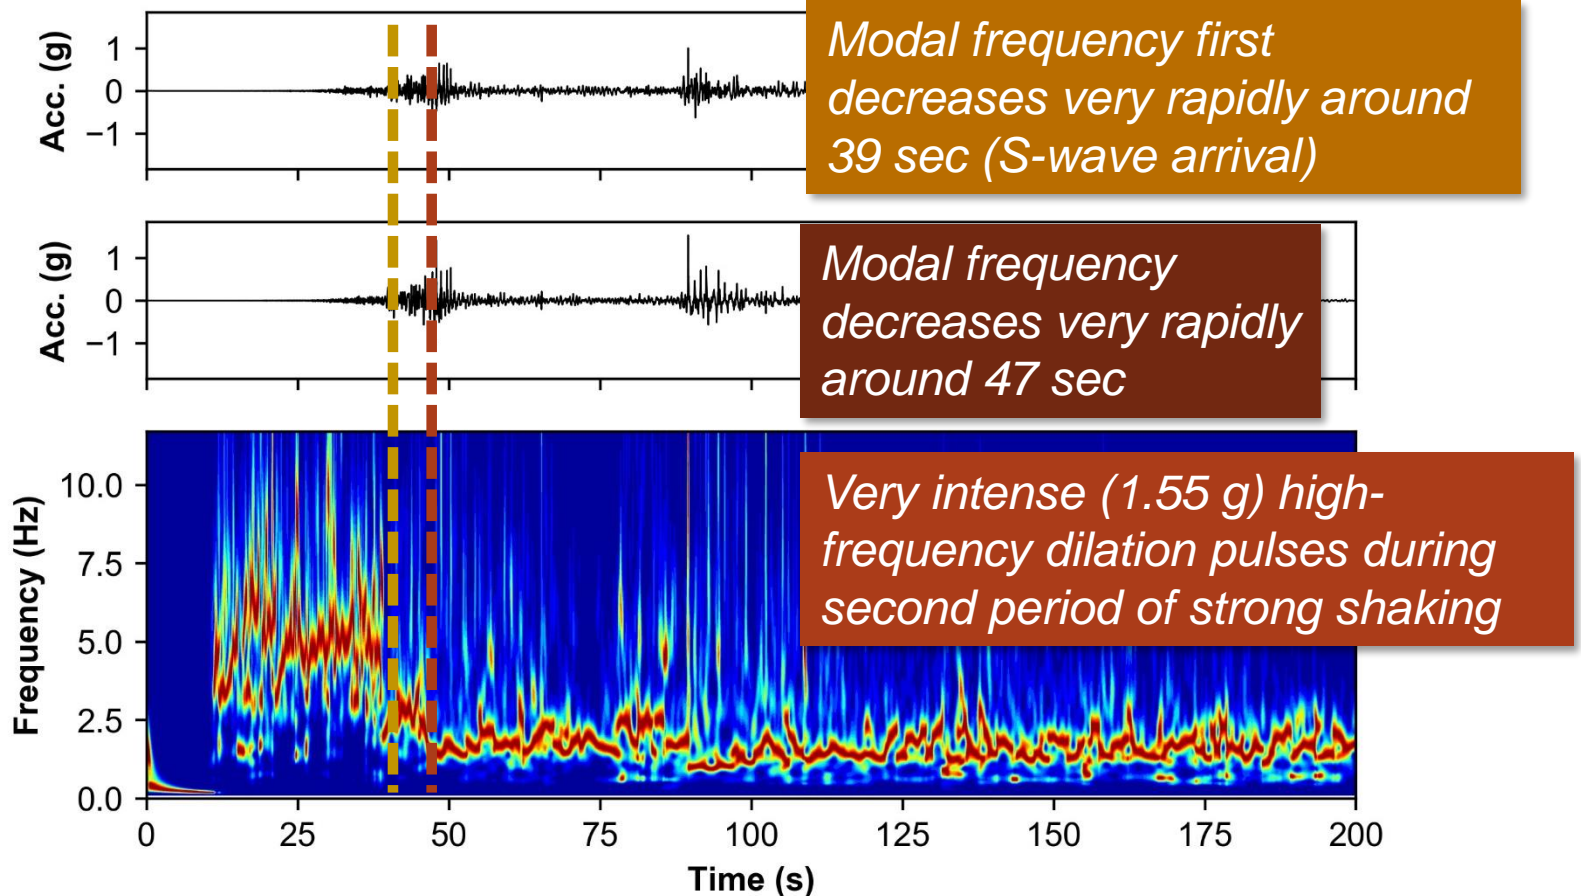 Acc. (g)
1
0
−1
Modal frequency first
decreases very rapidly around
39 sec (S-wave arrival)
Acc. (g)
1
0
−1
Modal frequency
decreases very rapidly
around 47 sec
Frequency (Hz)
10.0
7.5
5.0
2.5
0.0
Very intense (1.55 g) high-
frequency dilation pulses during
second period of strong shaking
0 25 50 75 100 125 150 175 200
Time (s)